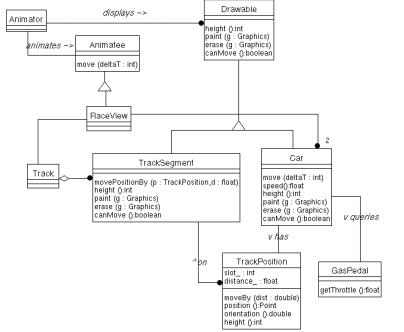 displays –>
Drawable
Animator
height ():int
paint (g : Graphics)
erase (g : Graphics)
canMove ():boolean
animates –>
Animatee
move (deltaT : int)
RaceView
2
Track
TrackSegment
movePositionBy (p : TrackPosition,d : float)
height ():int
paint (g : Graphics)
erase (g : Graphics)
canMove ():boolean
Car
move (deltaT : int)
speed():float
height ():int
paint (g : Graphics)
erase (g : Graphics)
canMove ():boolean
v queries
v has
^on
TrackPosition
slot_ : int
distance_ : float
moveBy (dist : double)
position ():Point
orientation ():double
height ():int
GasPedal
getThrottle ():float